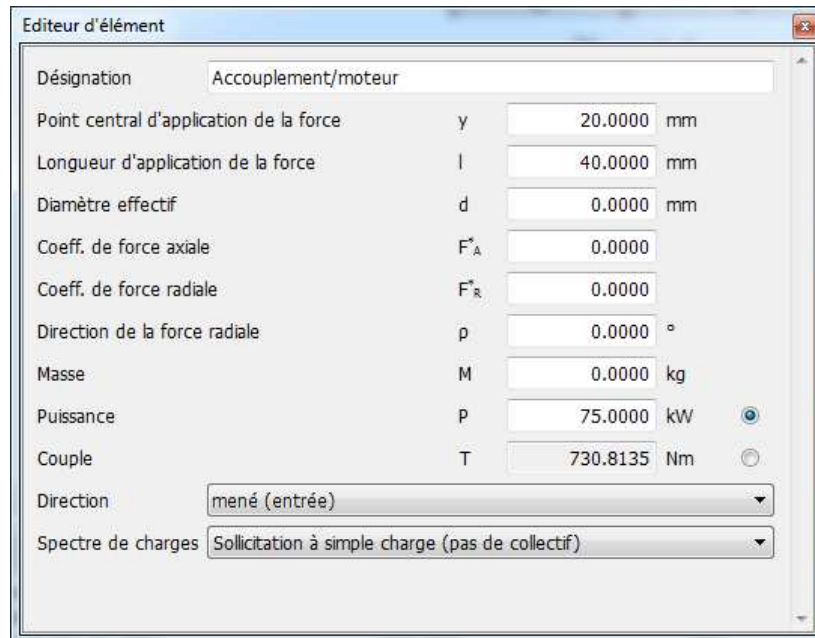 Editeur d'élément
Désignation Accouplement/moteur
Point central d'application de la force y 20.0000 mm
Longueur d'application de la force l 40.0000 mm
Diamètre effectif d 0.0000 mm
Coeff. de force axiale F*A 0.0000
Coeff. de force radiale F*R 0.0000
Direction de la force radiale ρ 0.0000 °
Masse M 0.0000 kg
Puissance P 75.0000 kW
Couple T 730.8135 Nm
Direction mené (entrée)
Spectre de charges Sollicitation à simple charge (pas de collectif)